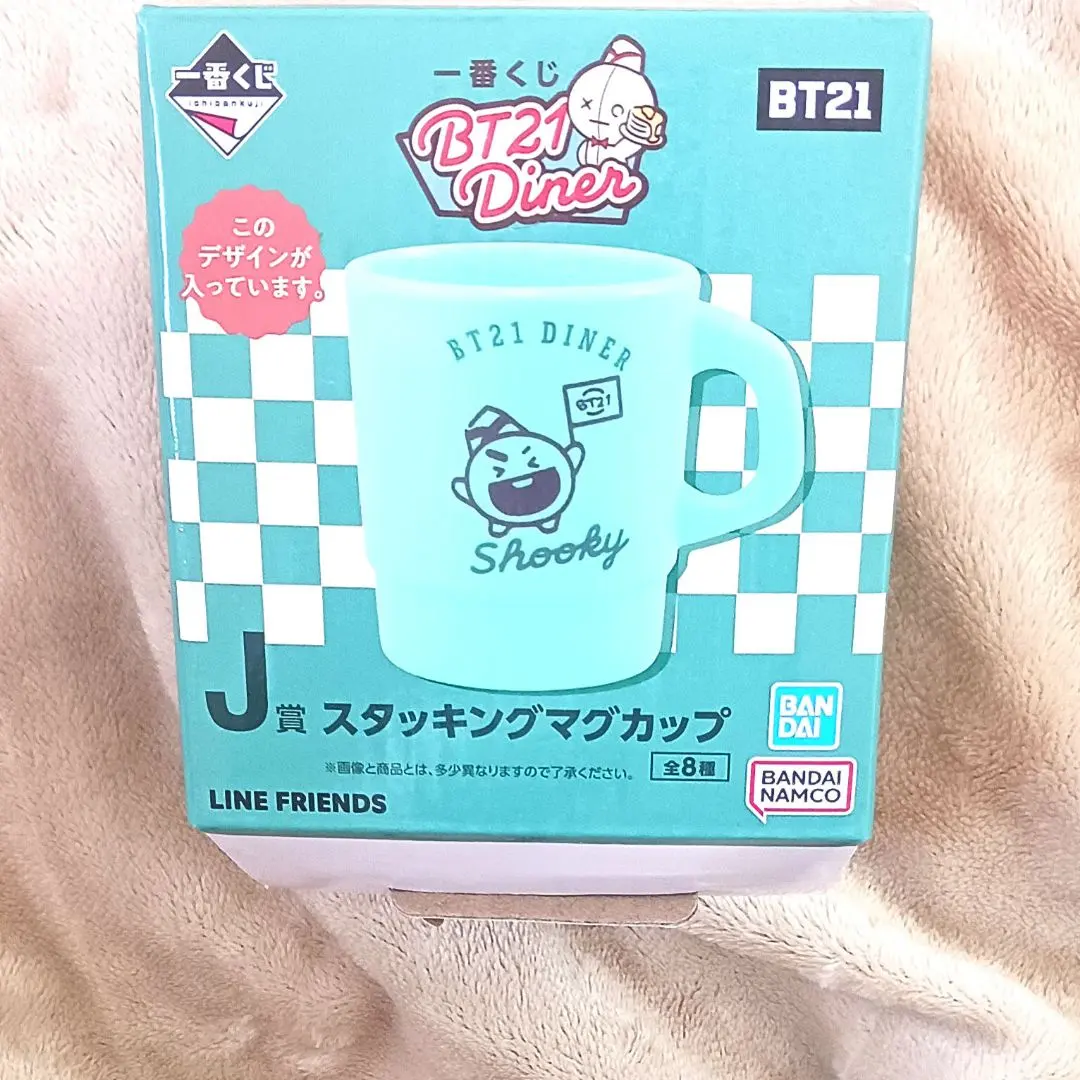 一番くじ
ichibankuji
一番くじ
BT21
Diner
BT21
この
デザインが
入っています。
BT21 DINER
BT21
Shooky
J賞 スタッキングマグカップ
※画像と商品とは、多少異なりますのでご了承ください。
全8種
LINE FRIENDS
BAN
DAI
BANDAI
NAMCO